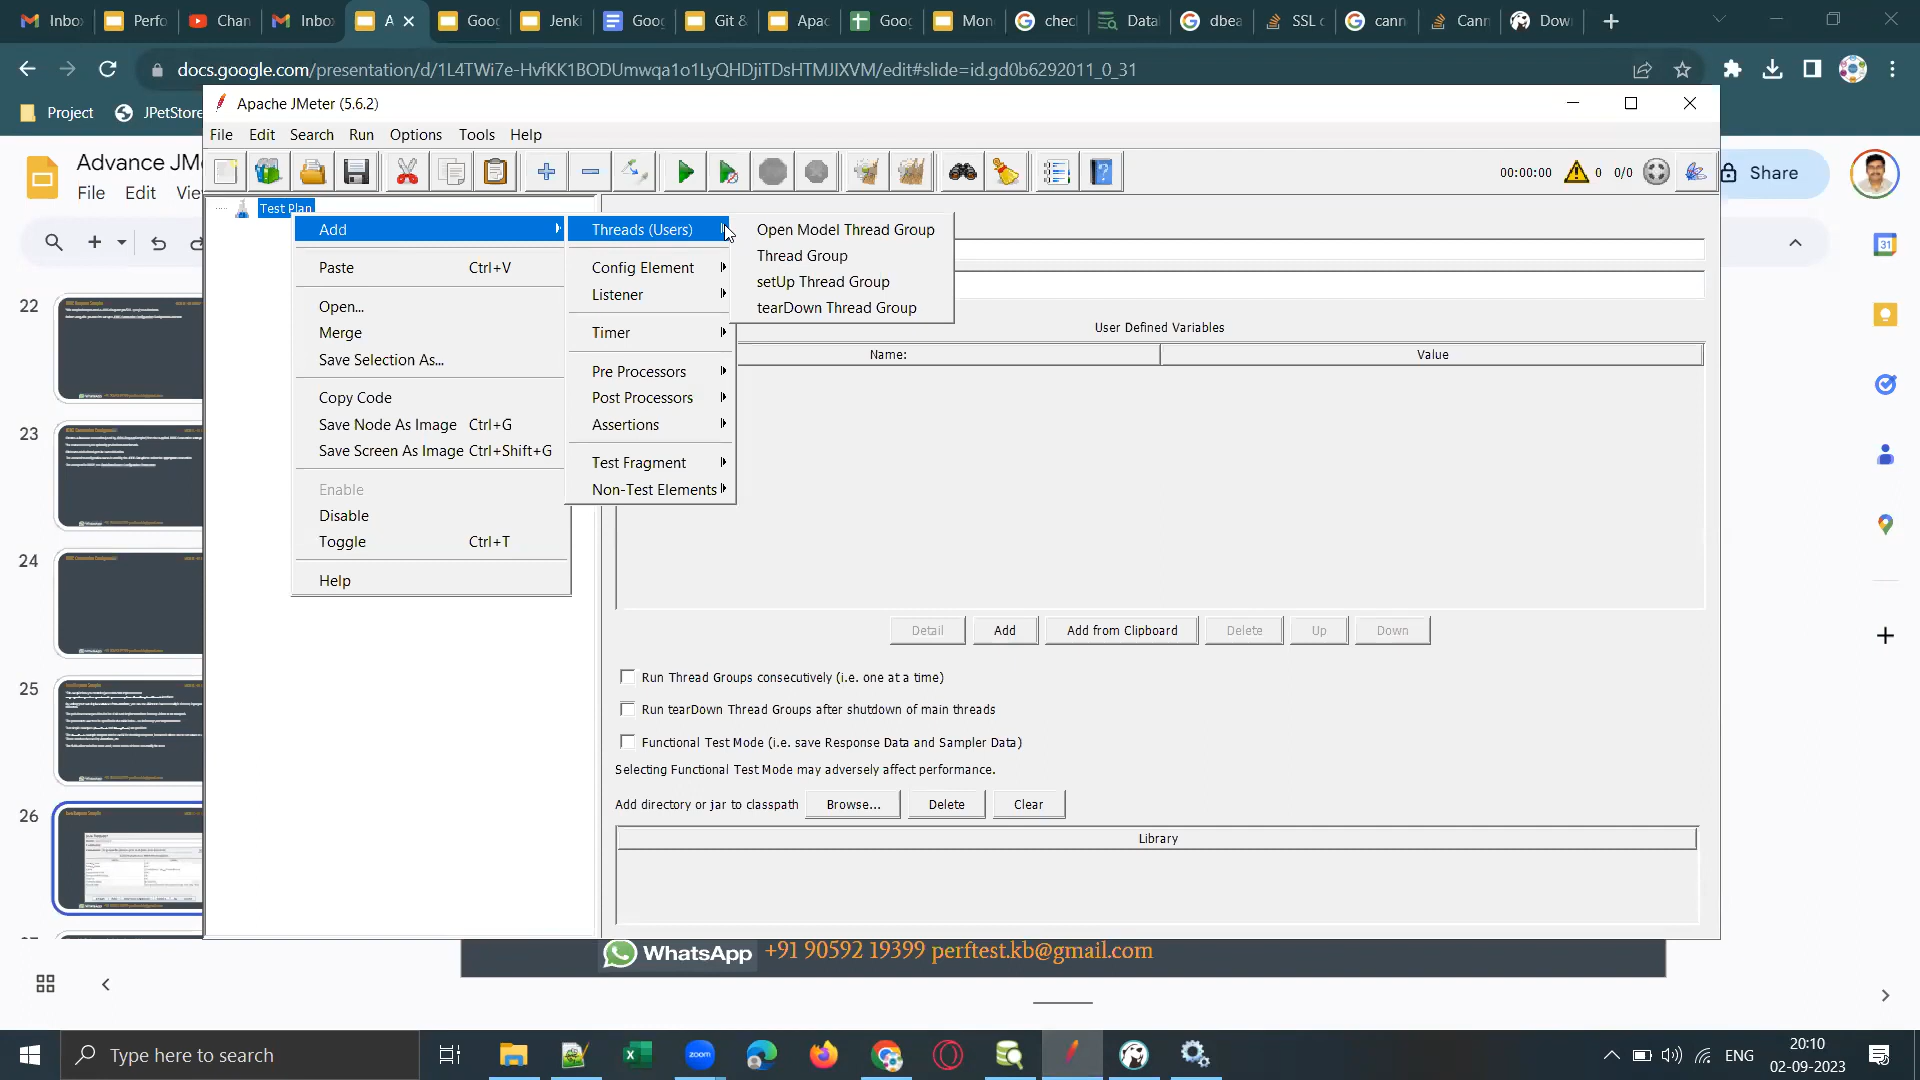 Inbo
Perfo
Chan
Inbo
A
Goo
Jenki
Goo
Git &
Apac
Goo
Mon
chec
Data
dbea
SSL c
cann
Cann
Dow
docs.google.com/presentation/d/1L4TWi7e-HvfKK1BODUmwqa1o1LyQHDjiTDsHTMJIXVM/edit#slide=id.gd0b6292011_0_31
Project
JPetStore
Apache JMeter (5.6.2)
File Edit Search Run Options Tools Help
00:00:00 0 0/0
Advance JM
File Edit Vie
Share
Test Plan
Add
Paste Ctrl+V
Open...
Merge
Save Selection As...
Copy Code
Save Node As Image Ctrl+G
Save Screen As Image Ctrl+Shift+G
Enable
Disable
Toggle Ctrl+T
Help
Threads (Users)
Config Element
Listener
Timer
Pre Processors
Post Processors
Assertions
Test Fragment
Non-Test Elements
Open Model Thread Group
Thread Group
setUp Thread Group
tearDown Thread Group
User Defined Variables
Name: Value
Detail Add Add from Clipboard Delete Up Down
Run Thread Groups consecutively (i.e. one at a time)
Run tearDown Thread Groups after shutdown of main threads
Functional Test Mode (i.e. save Response Data and Sampler Data)
Selecting Functional Test Mode may adversely affect performance.
Add directory or jar to classpath Browse... Delete Clear
Library
22
23
24
25
26
WhatsApp +91 90592 19399 perftest.kb@gmail.com
Type here to search
zoom
ENG
20:10
02-09-2023